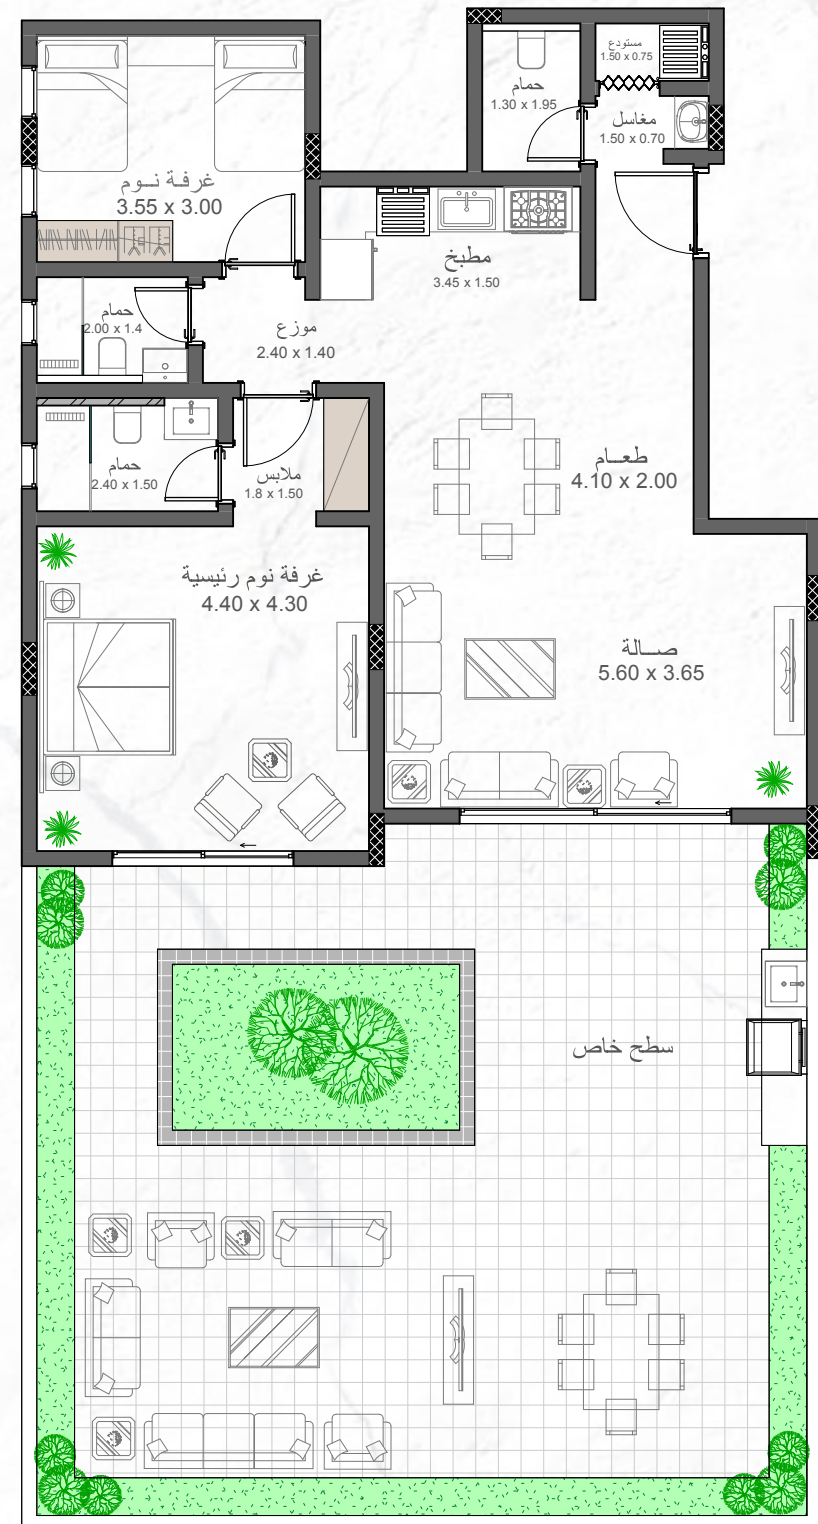 مستودع
1.50 x 0.75
حمام
1.30 x 1.95
مغاسل
1.50 x 0.70
غرفة نــوم
3.55 x 3.00
مطبخ
3.45 x 1.50
حمام
2.00 x 1.4
موزع
2.40 x 1.40
طعــام
4.10 x 2.00
حمام
2.40 x 1.50
ملابس
1.8 x 1.50
غرفة نوم رئيسية
4.40 x 4.30
صــالة
5.60 x 3.65
سطح خاص